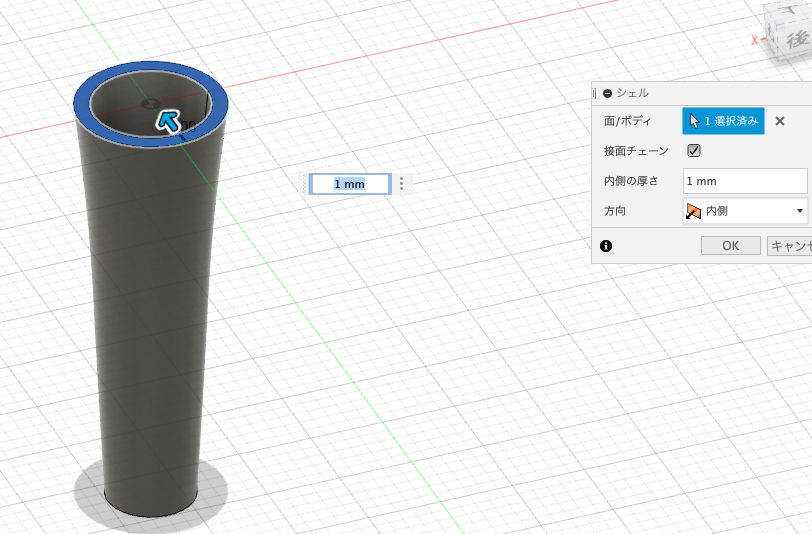 後
X
シェル
面/ボディ 1 選択済み
接面チェーン
1 mm
内側の厚さ 1 mm
方向 内側
OK キャンセ